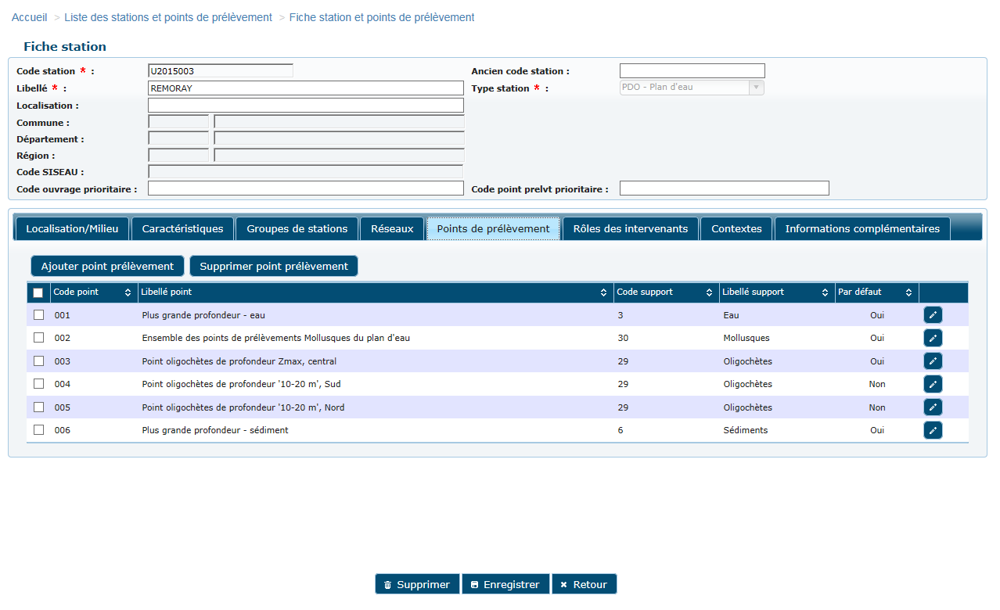 Accueil > Liste des stations et points de prélèvement > Fiche station et points de prélèvement
Fiche station
Code station * : U2015003 Ancien code station :
Libellé * : REMORAY Type station * : PDO - Plan d'eau
Localisation :
Commune :
Département :
Région :
Code SISEAU :
Code ouvrage prioritaire : Code point prelvt prioritaire :
Localisation/Milieu Caractéristiques Groupes de stations Réseaux Points de prélèvement Rôles des intervenants Contextes Informations complémentaires
Ajouter point prélèvement Supprimer point prélèvement
Code point Libellé point Code support Libellé support Par défaut
001 Plus grande profondeur - eau 3 Eau Oui
002 Ensemble des points de prélèvements Mollusques du plan d'eau 30 Mollusques Oui
003 Point oligochètes de profondeur Zmax, central 29 Oligochètes Oui
004 Point oligochètes de profondeur '10-20 m', Sud 29 Oligochètes Non
005 Point oligochètes de profondeur '10-20 m', Nord 29 Oligochètes Non
006 Plus grande profondeur - sédiment 6 Sédiments Oui
Supprimer Enregistrer Retour